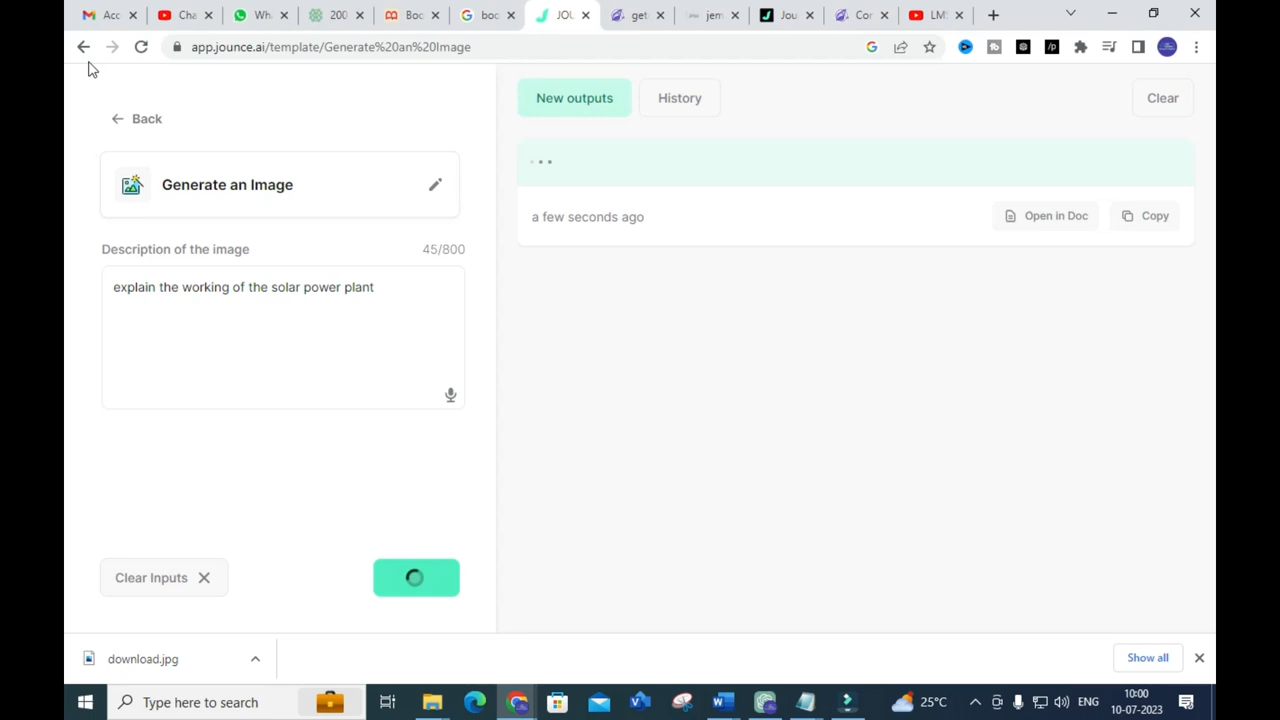 Acc
Cha
Wha
200
Boo
boc
JOU
get
jem
Jou
Cor
LM
app.jounce.ai/template/Generate%20an%20Image
Back
Generate an Image
Description of the image 45/800
explain the working of the solar power plant
Clear Inputs
New outputs History Clear
a few seconds ago Open in Doc Copy
download.jpg Show all
Type here to search 25°C ENG 10:00
10-07-2023